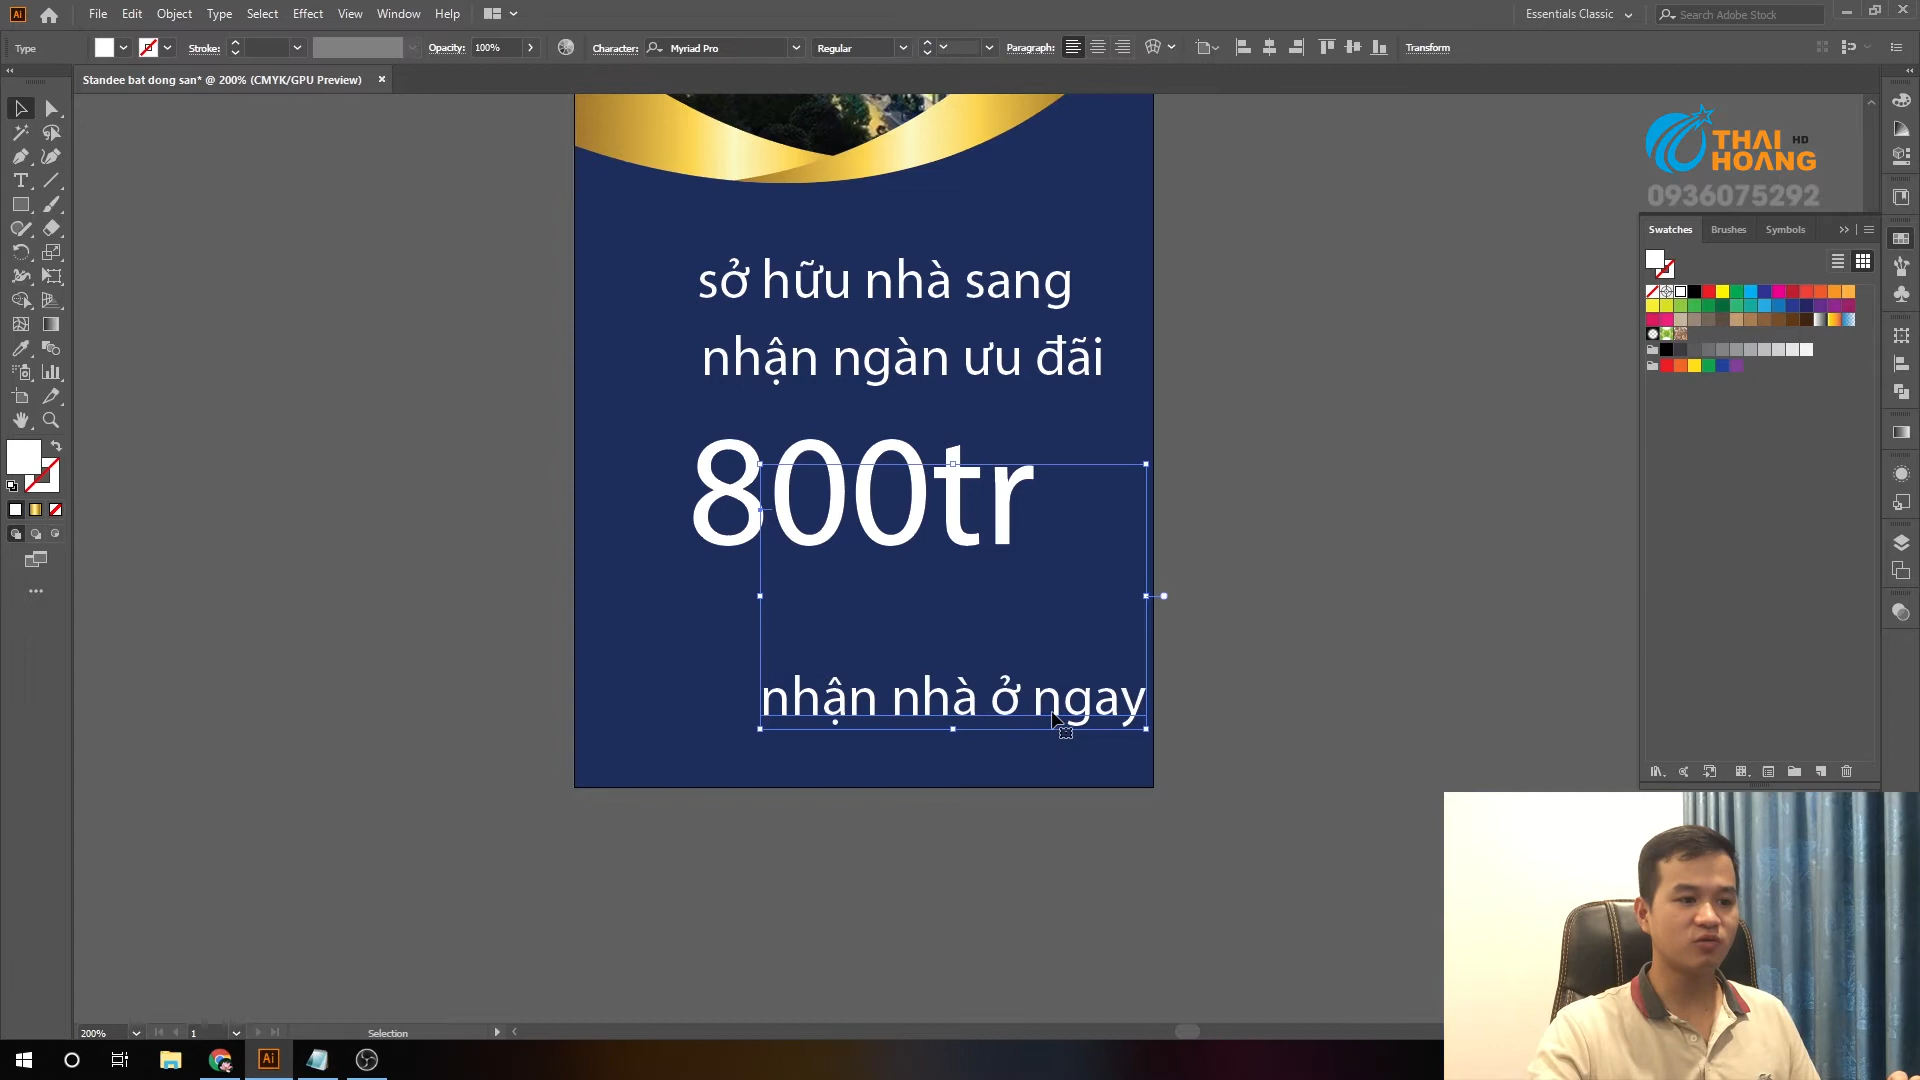 Ai File Edit Object Type Select Effect View Window Help Essentials Classic Search Adobe Stock
Type Stroke: Opacity: 100% Character: Myriad Pro Regular Paragraph: Transform
Standee bat dong san* @ 200% (CMYK/GPU Preview)
THAI HD
HOANG
0936075292
Swatches Brushes Symbols
sở hữu nhà sang
nhận ngàn ưu đãi
800tr
nhận nhà ở ngay
200% 1 Selection
Ai